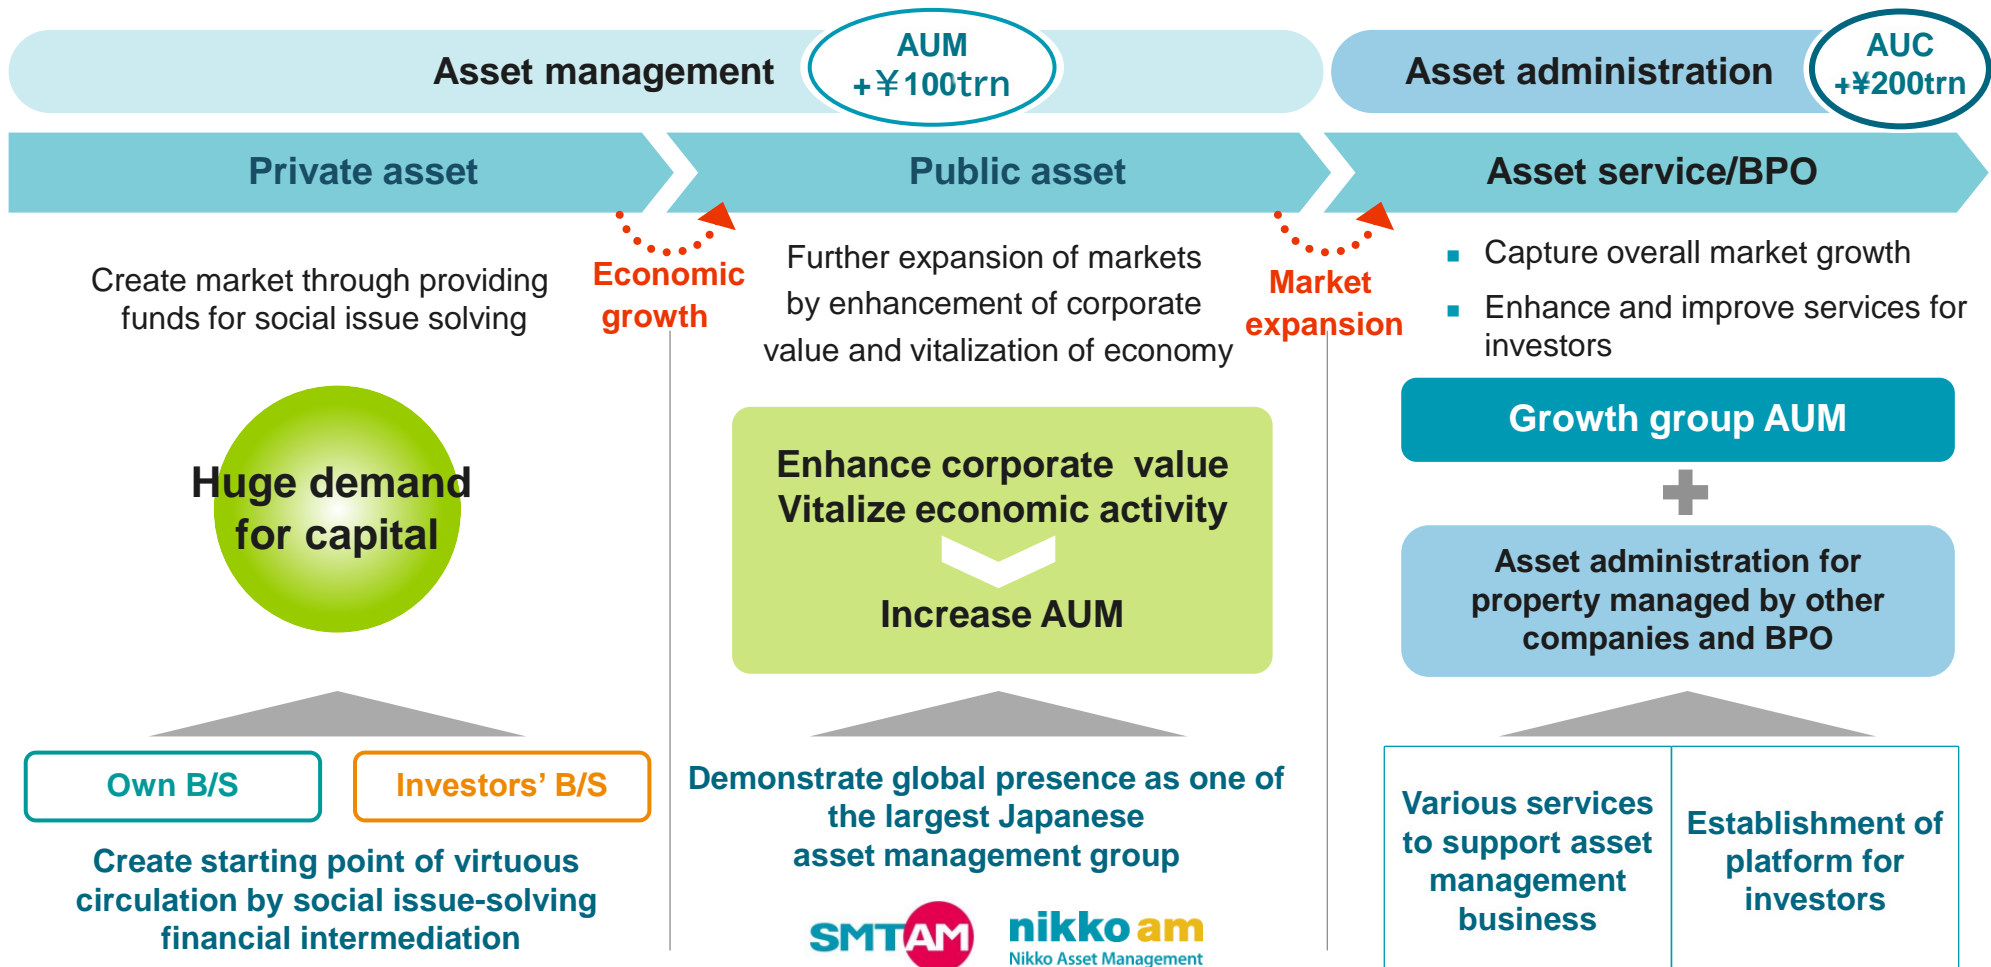 Asset management
AUM
+¥100trn
Asset administration
AUC
+¥200trn
Private asset
Public asset
Asset service/BPO
Create market through providing
funds for social issue solving
Economic
growth
Further expansion of markets
by enhancement of corporate
value and vitalization of economy
Market
expansion
Capture overall market growth
Enhance and improve services for
investors
Huge demand
for capital
Enhance corporate value
Vitalize economic activity
Increase AUM
Growth group AUM
Asset administration for
property managed by other
companies and BPO
Own B/S
Investors’ B/S
Create starting point of virtuous
circulation by social issue-solving
financial intermediation
Demonstrate global presence as one of
the largest Japanese
asset management group
SMTAM
nikko am
Nikko Asset Management
Various services
to support asset
management
business
Establishment of
platform for
investors